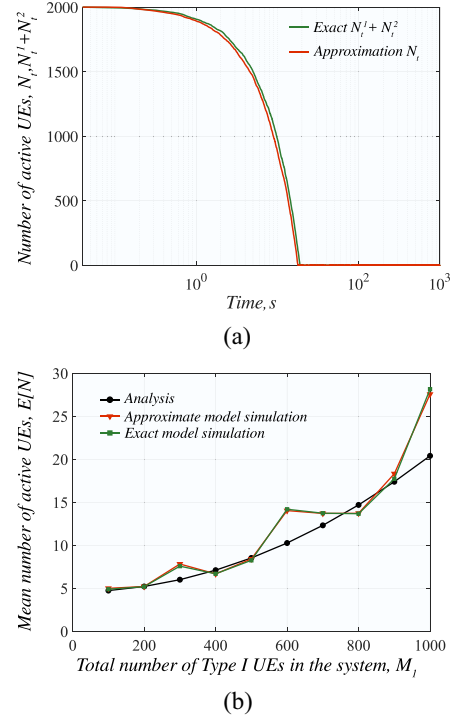 Number of active UEs, N_t,N_t^1+N_t^2
2000
1500
1000
500
0
Exact N_t^1+ N_t^2
Approximation N_t
10^0 10^2 10^3
Time, s
(a)
Mean number of active UEs, E[N]
30
25
20
15
10
5
0
Analysis
Approximate model simulation
Exact model simulation
0 200 400 600 800 1000
Total number of Type I UEs in the system, M_1
(b)